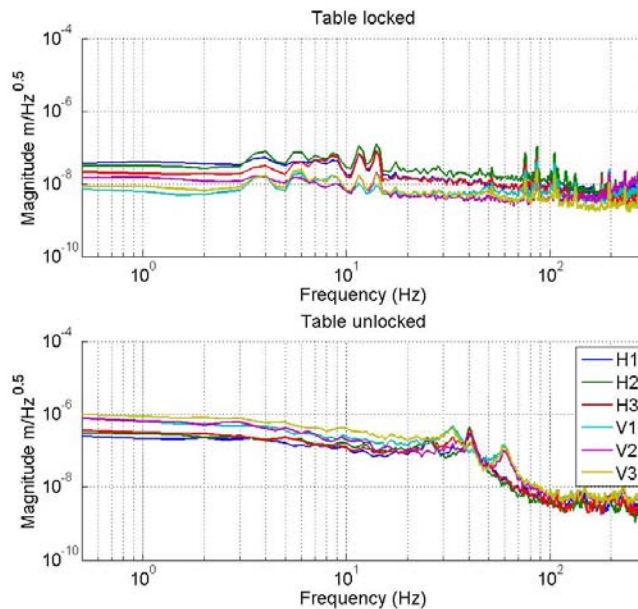 Table locked
10^-4
10^-6
10^-8
10^-10
Magnitude m/Hz^0.5
10^0
10^1
10^2
Frequency (Hz)
Table unlocked
10^-4
10^-6
10^-8
10^-10
Magnitude m/Hz^0.5
H1
H2
H3
V1
V2
V3
10^0
10^1
10^2
Frequency (Hz)